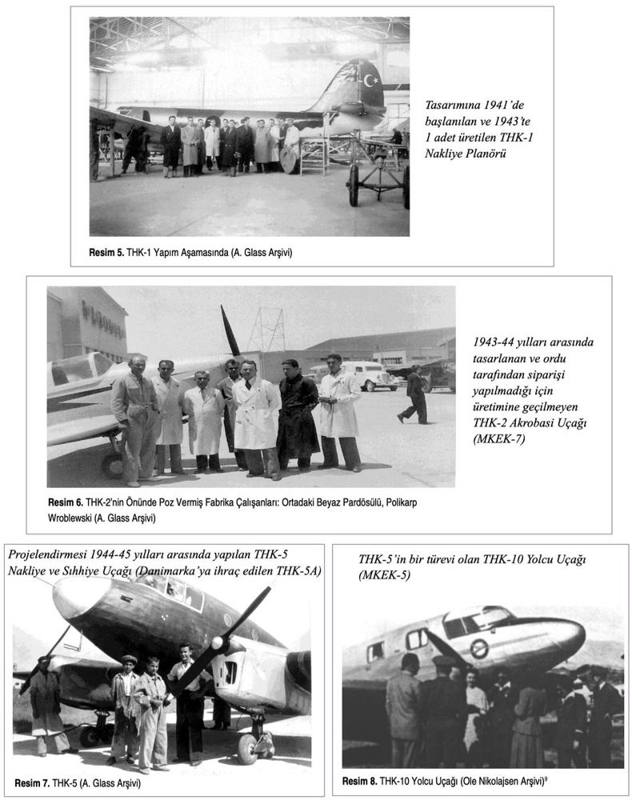 Tasarımına 1941'de
başlanılan ve 1943'te
1 adet üretilen THK-1
Nakliye Planörü
Resim 5. THK-1 Yapım Aşamasında (A. Glass Arşivi)
1943-44 yılları arasında
tasarlanan ve ordu
tarafından siparişi
yapılmadığı için
üretimine geçilmeyen
THK-2 Akrobasi Uçağı
(MKEK-7)
Resim 6. THK-2'nin Önünde Poz Vermiş Fabrika Çalışanları: Ortadaki Beyaz Pardösülü, Polikarp
Wroblewski (A. Glass Arşivi)
Projelendirmesi 1944-45 yılları arasında yapılan THK-5
Nakliye ve Sıhhiye Uçağı (Danimarka'ya ihraç edilen THK-5A)
Resim 7. THK-5 (A. Glass Arşivi)
THK-5'in bir türevi olan THK-10 Yolcu Uçağı
(MKEK-5)
Resim 8. THK-10 Yolcu Uçağı (Ole Nikolajsen Arşivi)⁹